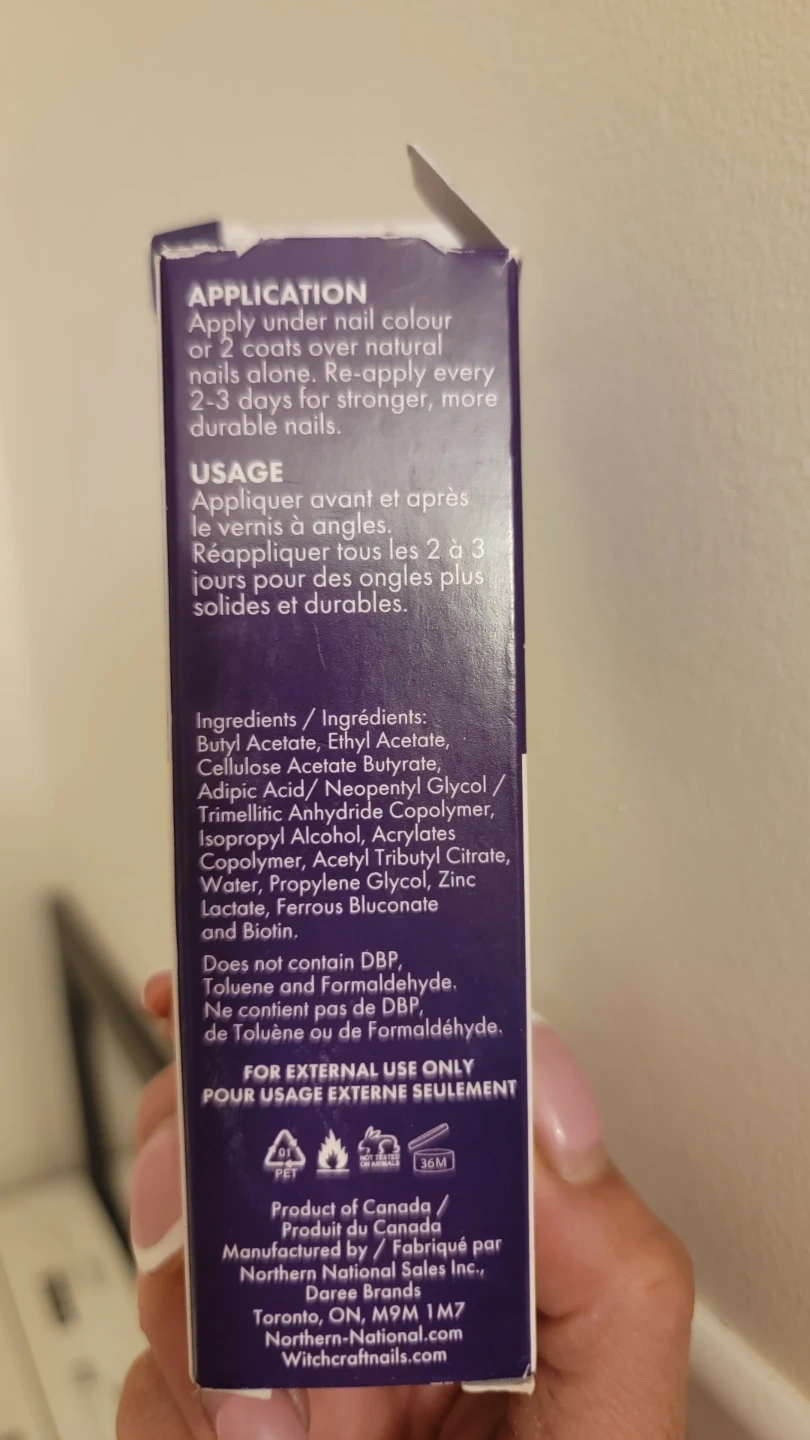 APPLICATION
Apply under nail colour
or 2 coats over natural
nails alone. Re-apply every
2-3 days for stronger, more
durable nails.
USAGE
Appliquer avant et après
le vernis à angles.
Réappliquer tous les 2 à 3
jours pour des ongles plus
solides et durables.
Ingredients / Ingrédients:
Butyl Acetate, Ethyl Acetate,
Cellulose Acetate Butyrate,
Adipic Acid/ Neopentyl Glycol /
Trimellitic Anhydride Copolymer,
Isopropyl Alcohol, Acrylates
Copolymer, Acetyl Tributyl Citrate,
Water, Propylene Glycol, Zinc
Lactate, Ferrous Bluconate
and Biotin.
Does not contain DBP,
Toluene and Formaldehyde.
Ne contient pas de DBP,
de Toluène ou de Formaldéhyde.
FOR EXTERNAL USE ONLY
POUR USAGE EXTERNE SEULEMENT
01
PET
NOT TESTED
ON ANIMALS
36M
Product of Canada /
Produit du Canada
Manufactured by / Fabriqué par
Northern National Sales Inc.,
Daree Brands
Toronto, ON, M9M 1M7
Northern-National.com
Witchcraftnails.com